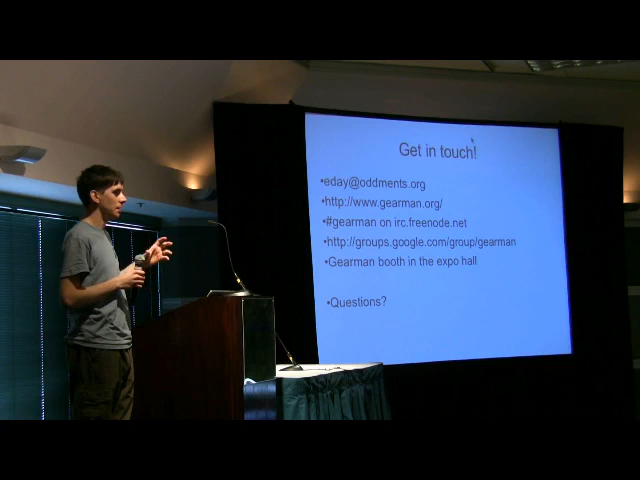 Get in touch!
•eday@oddments.org
•http://www.gearman.org/
•#gearman on irc.freenode.net
•http://groups.google.com/group/gearman
•Gearman booth in the expo hall
•Questions?